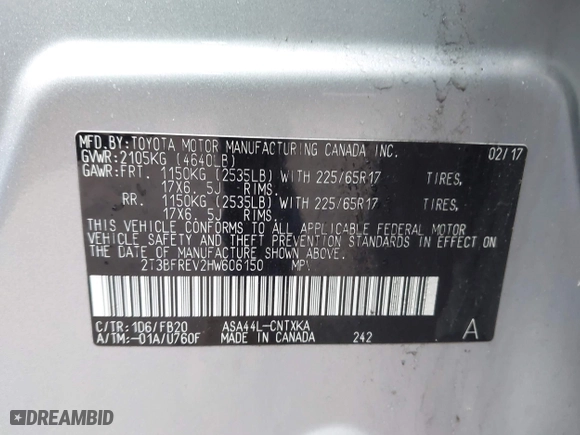 MFD.BY:TOYOTA MOTOR MANUFACTURING CANADA INC. 02/17
GVWR:2105KG (4640LB)
GAWR:FRT. 1150KG (2535LB) WITH 225/65R17 TIRES,
17X6.5J RIMS.
RR. 1150KG (2535LB) WITH 225/65R17 TIRES,
17X6.5J RIMS.
THIS VEHICLE CONFORMS TO ALL APPLICABLE FEDERAL MOTOR
VEHICLE SAFETY AND THEFT PREVENTION STANDARDS IN EFFECT ON
THE DATE OF MANUFACTURE SHOWN ABOVE.
2T3BFREV2HW606150 MPV
C/TR:1D6/FB20 ASA44L-CNTXKA
A/TM:-01A/U760F MADE IN CANADA 242 A
DREAMBID